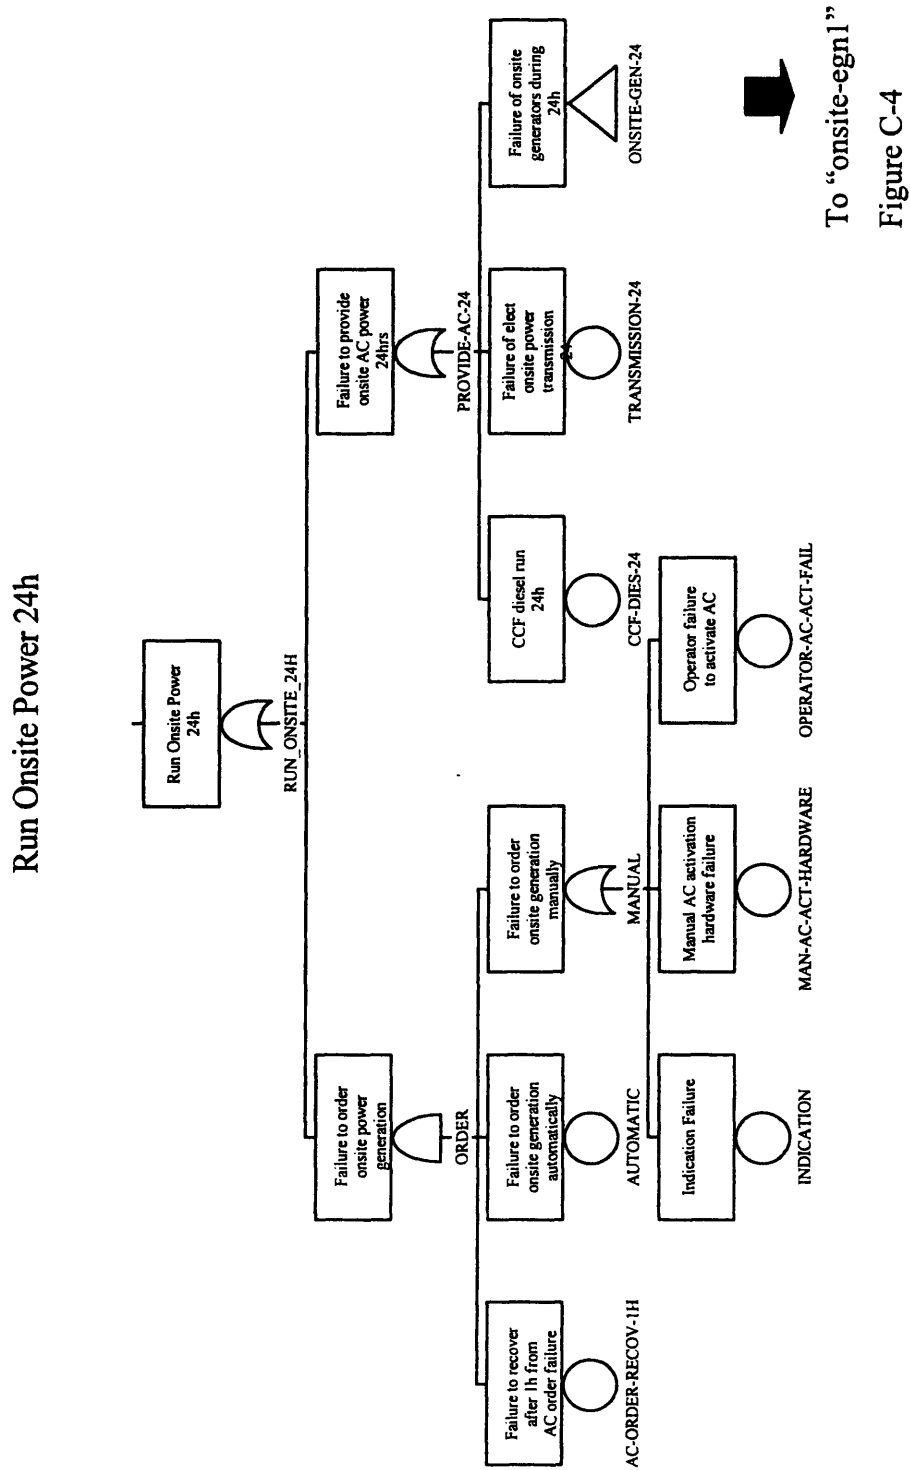 Run Onsite Power 24h
Run Onsite Power
24h
RUN_ONSITE_24H
Failure to order
onsite power
generation
ORDER
Failure to provide
onsite AC power
24hrs
PROVIDE-AC-24
Failure to recover
after 1h from
AC order failure
AC-ORDER-RECOV-1H
Failure to order
onsite generation
automatically
AUTOMATIC
Failure to order
onsite generation
manually
MANUAL
CCF diesel run
24h
CCF-DIES-24
Failure of elect
onsite power
transmission
24
TRANSMISSION-24
Failure of onsite
generators during
24h
ONSITE-GEN-24
Indication Failure
INDICATION
Manual AC activation
hardware failure
MAN-AC-ACT-HARDWARE
Operator failure
to activate AC
OPERATOR-AC-ACT-FAIL
To “onsite-egn1”
Figure C-4